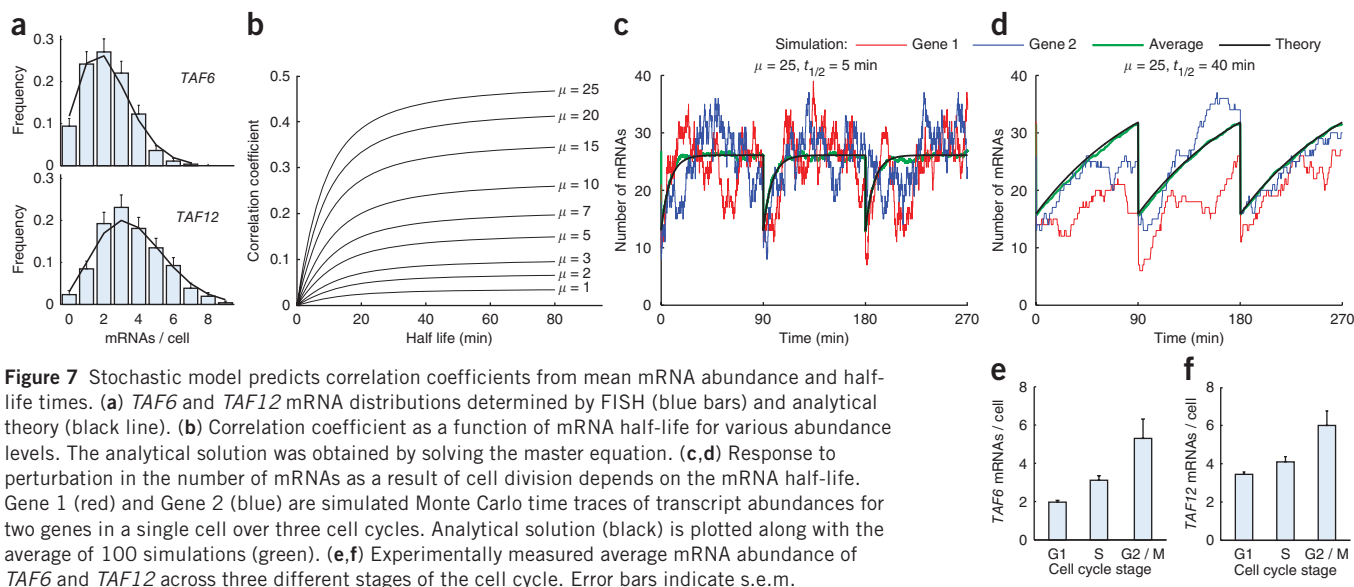 a
0.3
0.2
0.1
0
Frequency
TAF6
0.3
0.2
0.1
0
Frequency
TAF12
0 2 4 6 8
mRNAs / cell
b
0.5
0.4
0.3
0.2
0.1
0
Correlation coefficient
μ = 25
μ = 20
μ = 15
μ = 10
μ = 7
μ = 5
μ = 3
μ = 2
μ = 1
0 20 40 60 80
Half life (min)
c
d
Simulation: Gene 1 Gene 2 Average Theory
μ = 25, t1/2 = 5 min
40
30
20
10
0
Number of mRNAs
0 90 180 270
Time (min)
μ = 25, t1/2 = 40 min
40
30
20
10
0
Number of mRNAs
0 90 180 270
Time (min)
Figure 7 Stochastic model predicts correlation coefficients from mean mRNA abundance and half-
life times. (a) TAF6 and TAF12 mRNA distributions determined by FISH (blue bars) and analytical
theory (black line). (b) Correlation coefficient as a function of mRNA half-life for various abundance
levels. The analytical solution was obtained by solving the master equation. (c,d) Response to
perturbation in the number of mRNAs as a result of cell division depends on the mRNA half-life.
Gene 1 (red) and Gene 2 (blue) are simulated Monte Carlo time traces of transcript abundances for
two genes in a single cell over three cell cycles. Analytical solution (black) is plotted along with the
average of 100 simulations (green). (e,f) Experimentally measured average mRNA abundance of
TAF6 and TAF12 across three different stages of the cell cycle. Error bars indicate s.e.m.
e
8
6
4
2
0
TAF6 mRNAs / cell
G1 S G2 / M
Cell cycle stage
f
8
6
4
2
0
TAF12 mRNAs / cell
G1 S G2 / M
Cell cycle stage